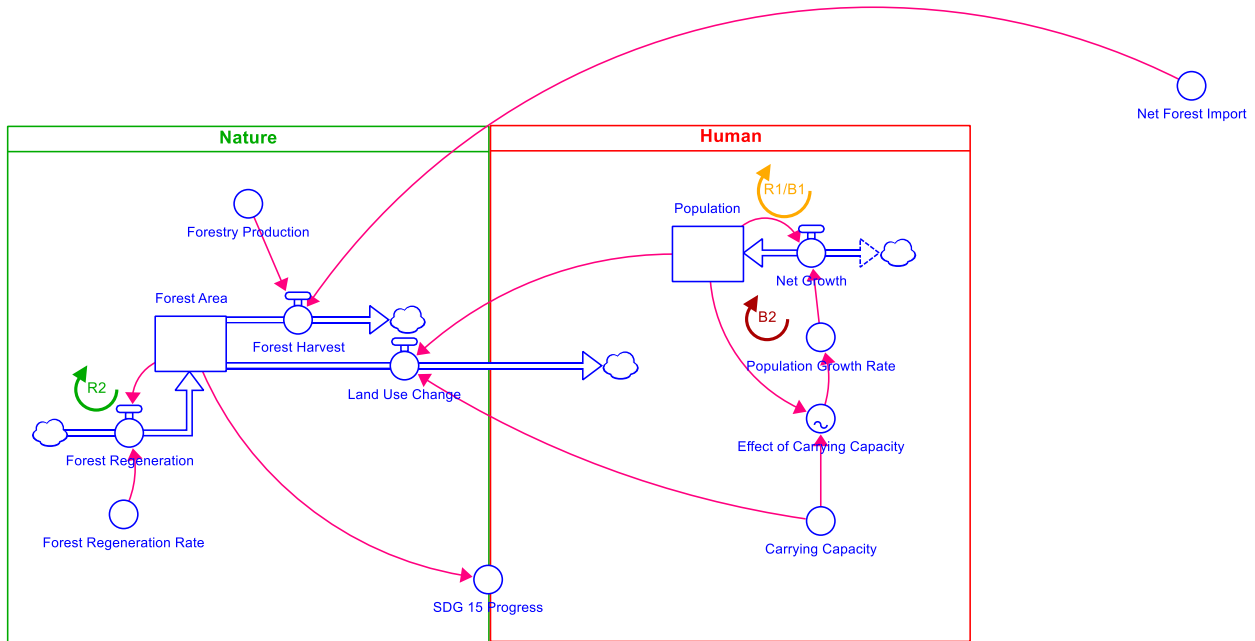 Net Forest Import
Nature
Human
R1/B1
Population
Forestry Production
Net Growth
Forest Area
B2
Forest Harvest
Population Growth Rate
R2
Land Use Change
Effect of Carrying Capacity
Forest Regeneration
Forest Regeneration Rate
Carrying Capacity
SDG 15 Progress